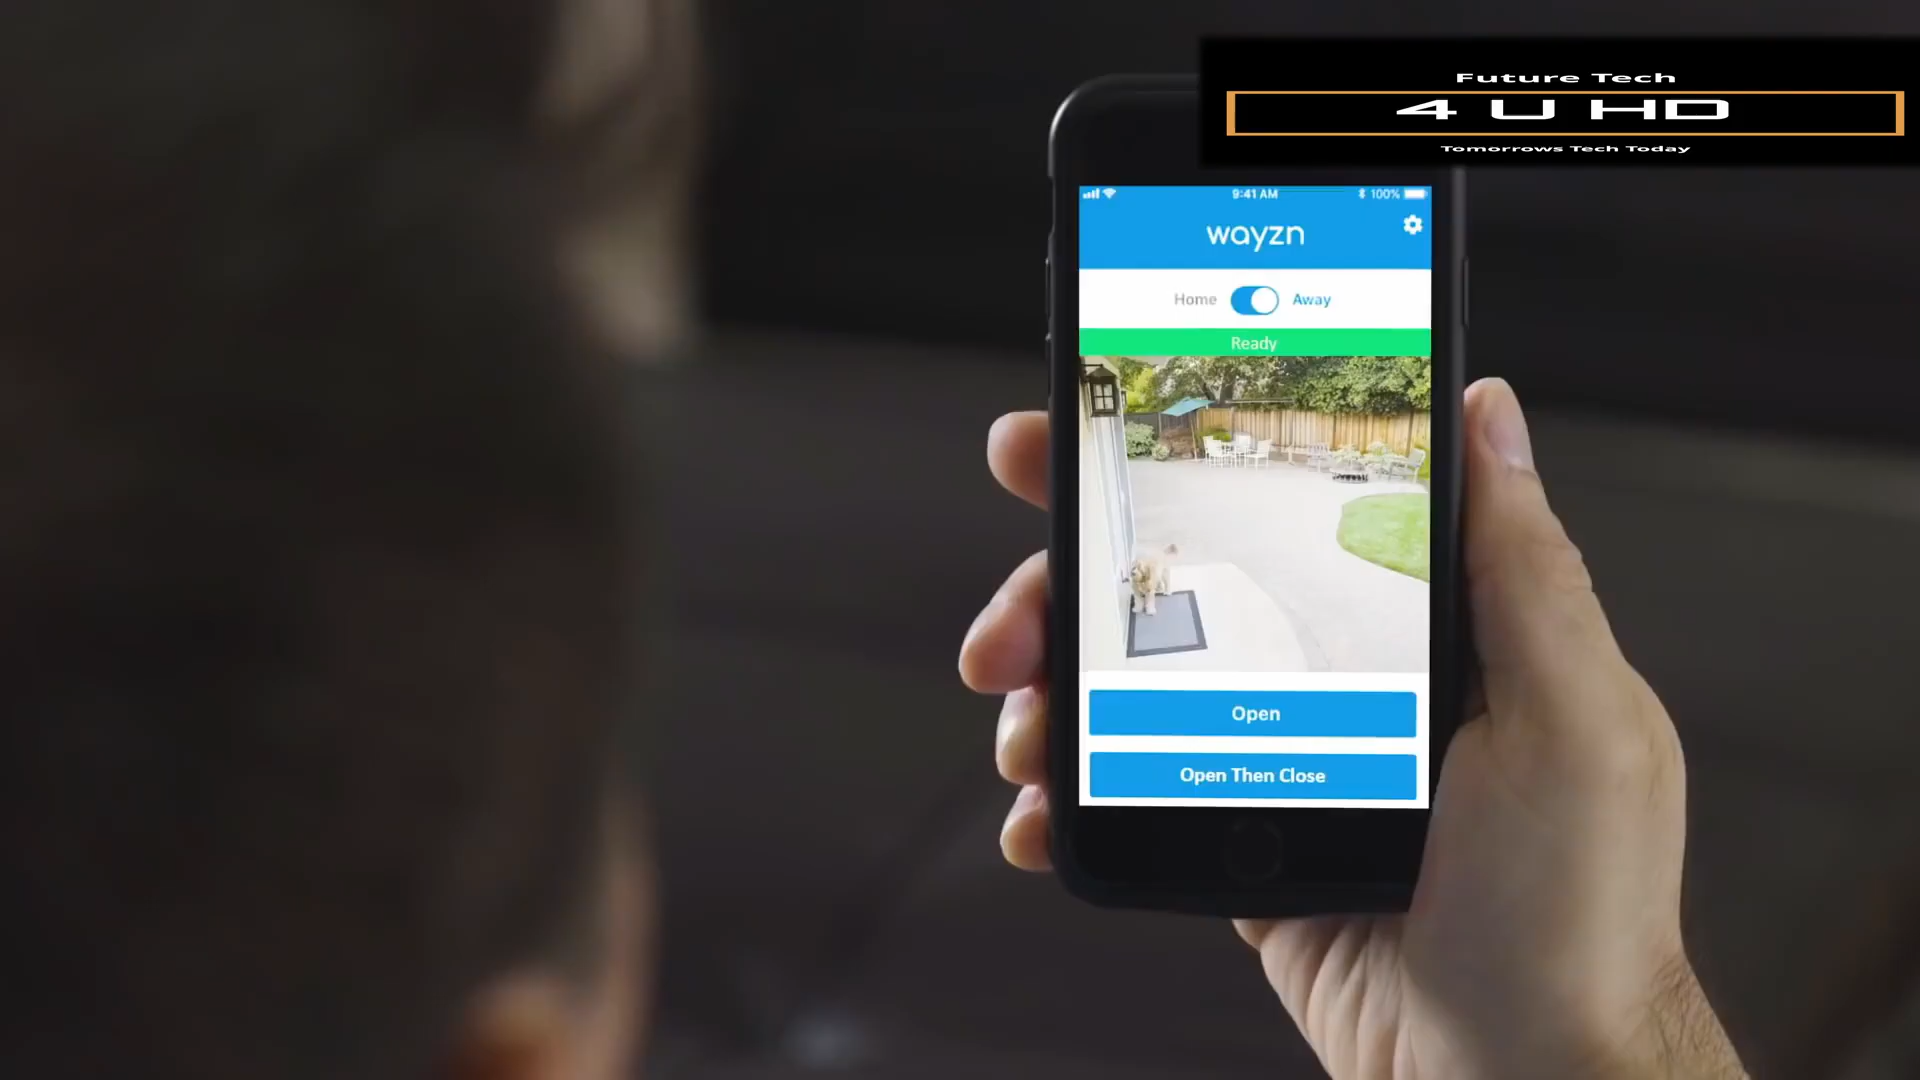 Future Tech
4 U HD
Tomorrows Tech Today
9:41 AM
100%
wayzn
Home
Away
Ready
Open
Open Then Close